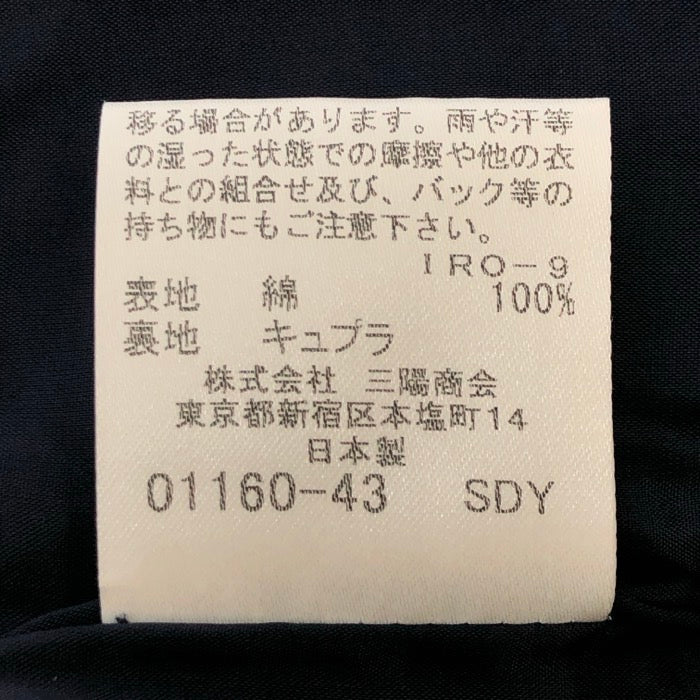 移る場合があります。雨や汗等
の湿った状態での摩擦や他の衣
料との組合せ及び、バック等の
持ち物にもご注意下さい。
IRO-9
表地 綿 100%
裏地 キュプラ
株式会社 三陽商会
東京都新宿区本塩町14
日本製
01160-43 SDY